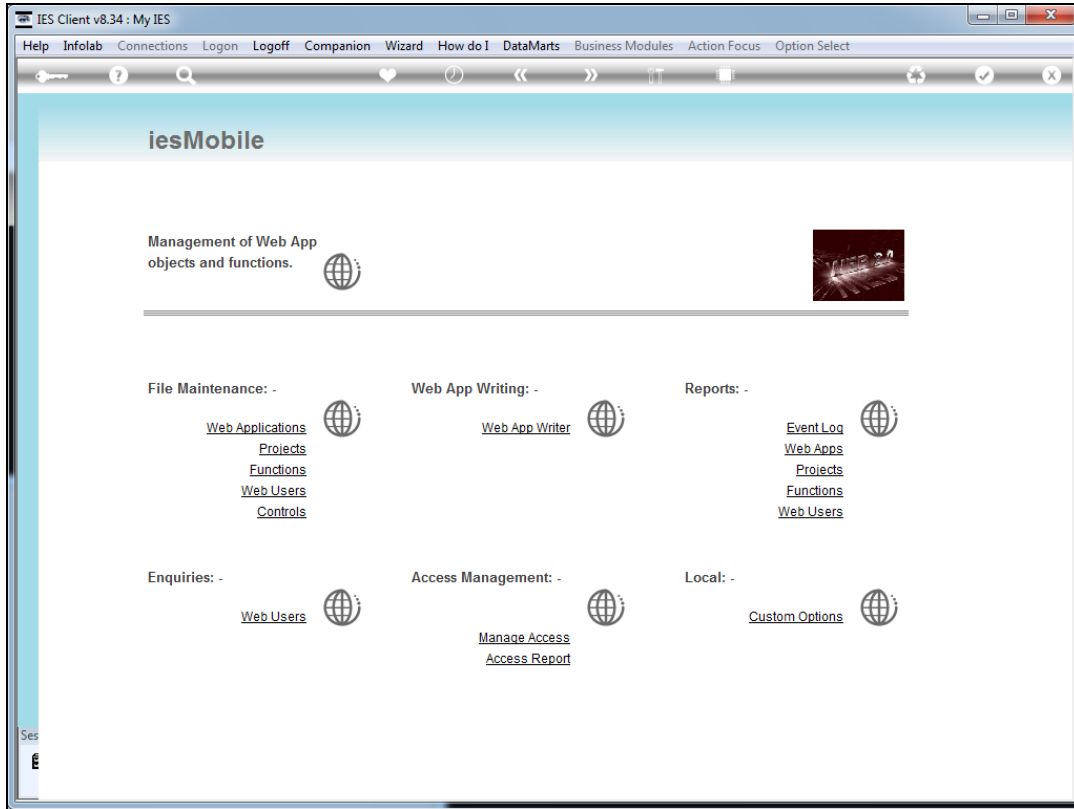 IES Client v8.34 : My IES
Help Infolab Connections Logon Logoff Companion Wizard How do I DataMarts Business Modules Action Focus Option Select
iesMobile
Management of Web App
objects and functions.
WEB 2.0
File Maintenance: -
Web Applications
Projects
Functions
Web Users
Controls
Web App Writing: -
Web App Writer
Reports: -
Event Log
Web Apps
Projects
Functions
Web Users
Enquiries: -
Web Users
Access Management: -
Manage Access
Access Report
Local: -
Custom Options
Ses